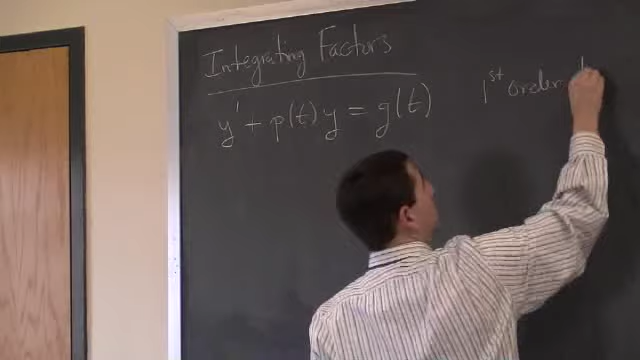 Integrating Factors
y' + p(t) y = g(t)
1st order